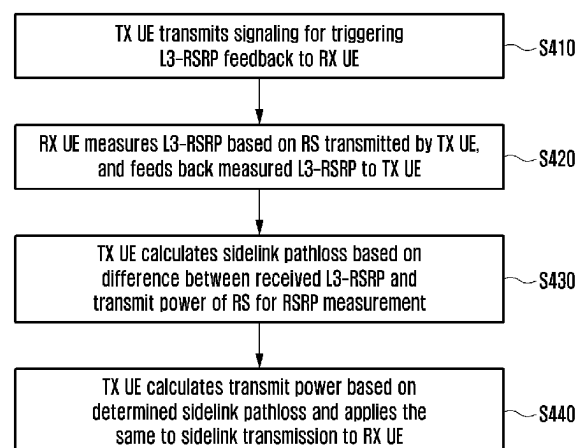 TX UE transmits signaling for triggering
L3-RSRP feedback to RX UE
S410
RX UE measures L3-RSRP based on RS transmitted by TX UE,
and feeds back measured L3-RSRP to TX UE
S420
TX UE calculates sidelink pathloss based on
difference between received L3-RSRP and
transmit power of RS for RSRP measurement
S430
TX UE calculates transmit power based on
determined sidelink pathloss and applies the
same to sidelink transmission to RX UE
S440